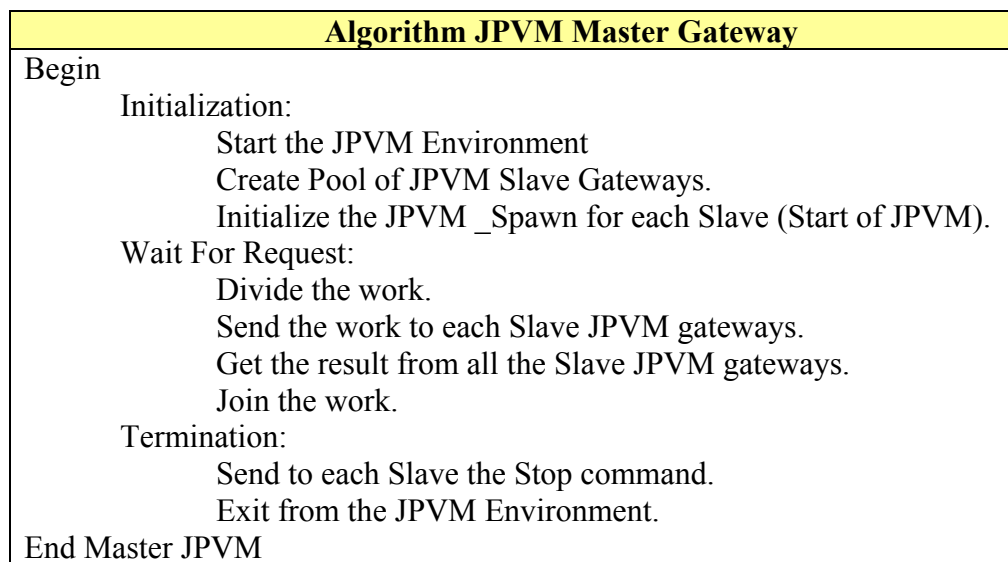 Algorithm JPVM Master Gateway
Begin
Initialization:
Start the JPVM Environment
Create Pool of JPVM Slave Gateways.
Initialize the JPVM _Spawn for each Slave (Start of JPVM).
Wait For Request:
Divide the work.
Send the work to each Slave JPVM gateways.
Get the result from all the Slave JPVM gateways.
Join the work.
Termination:
Send to each Slave the Stop command.
Exit from the JPVM Environment.
End Master JPVM